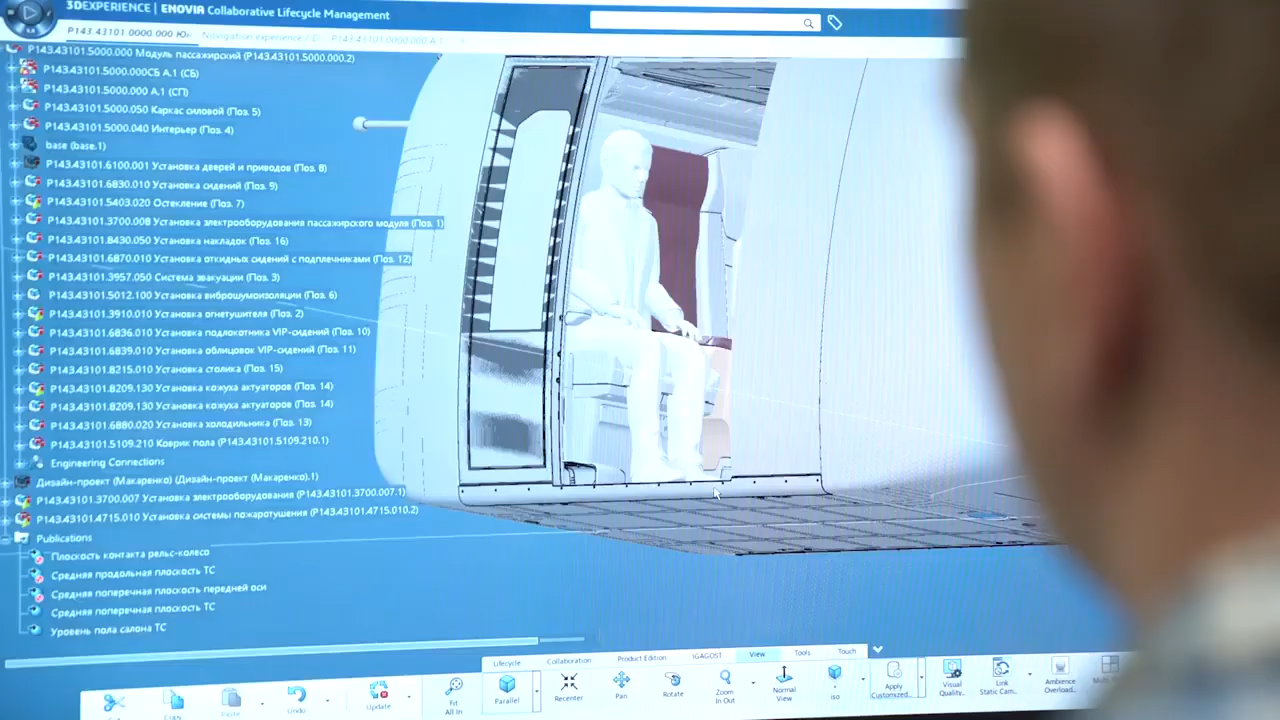 3DEXPERIENCE | ENOVIA Collaborative Lifecycle Management
P143.43101.0000.000
Navigation experience
P143.43101.0000.000 A.1
P143.43101.5000.000 Модуль пассажирский (P143.43101.5000.000.2)
P143.43101.5000.000СБ A.1 (СБ)
P143.43101.5000.000 A.1 (СП)
P143.43101.5000.050 Каркас силовой (Поз. 5)
P143.43101.5000.040 Интерьер (Поз. 4)
base (base.1)
P143.43101.6100.001 Установка дверей и приводов (Поз. 8)
P143.43101.6830.010 Установка сидений (Поз. 9)
P143.43101.5403.020 Остекление (Поз. 7)
P143.43101.3700.008 Установка электрооборудования пассажирского модуля (Поз. 1)
P143.43101.8430.050 Установка накладок (Поз. 16)
P143.43101.6870.010 Установка откидных сидений с подплечниками (Поз. 12)
P143.43101.3957.050 Система эвакуации (Поз. 3)
P143.43101.5012.100 Установка виброшумоизоляции (Поз. 6)
P143.43101.3910.010 Установка огнетушителя (Поз. 2)
P143.43101.6836.010 Установка подлокотника VIP-сидений (Поз. 10)
P143.43101.6839.010 Установка облицовок VIP-сидений (Поз. 11)
P143.43101.8215.010 Установка столика (Поз. 15)
P143.43101.8209.130 Установка кожуха актуаторов (Поз. 14)
P143.43101.8209.130 Установка кожуха актуаторов (Поз. 14)
P143.43101.6880.020 Установка холодильника (Поз. 13)
P143.43101.5109.210 Коврик пола (P143.43101.5109.210.1)
Engineering Connections
Дизайн-проект (Макаренко) (Дизайн-проект (Макаренко).1)
P143.43101.3700.007 Установка электрооборудования (P143.43101.3700.007.1)
P143.43101.4715.010 Установка системы пожаротушения (P143.43101.4715.010.2)
Publications
Плоскость контакта рельс-колесо
Средняя продольная плоскость ТС
Средняя поперечная плоскость передней оси
Средняя поперечная плоскость ТС
Уровень пола салона ТС
Lifecycle Collaboration Product Edition IGAGOST View Tools Touch
Paste Undo Update Fit All In Parallel Recenter Pan Rotate Zoom In Out Normal View iso Apply Customized... Visual Quality... Link Static Cam... Ambience Overload...